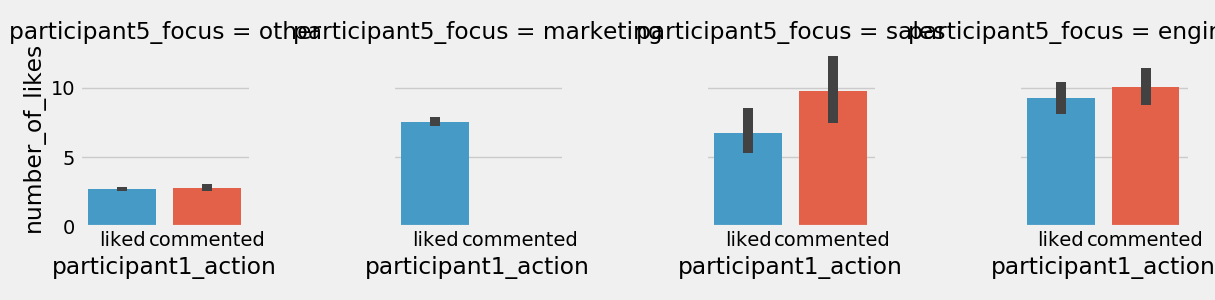 participant5_focus = other
participant5_focus = marketing
participant5_focus = sales
participant5_focus = engin
number_of_likes
10
5
0
liked commented
liked commented
liked commented
liked commented
participant1_action
participant1_action
participant1_action
participant1_action